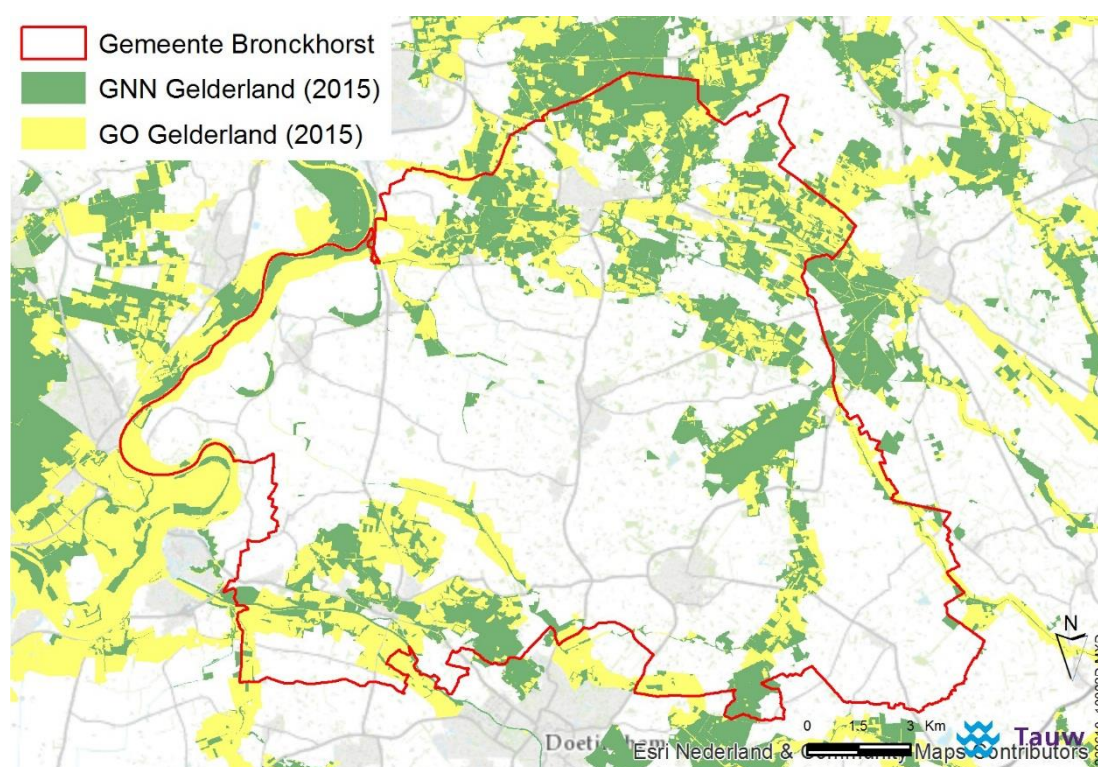 Gemeente Bronckhorst
GNN Gelderland (2015)
GO Gelderland (2015)
N
0 1.5 3 Km
Tauw
Doetinchem
Esri Nederland & Community Maps Contributors